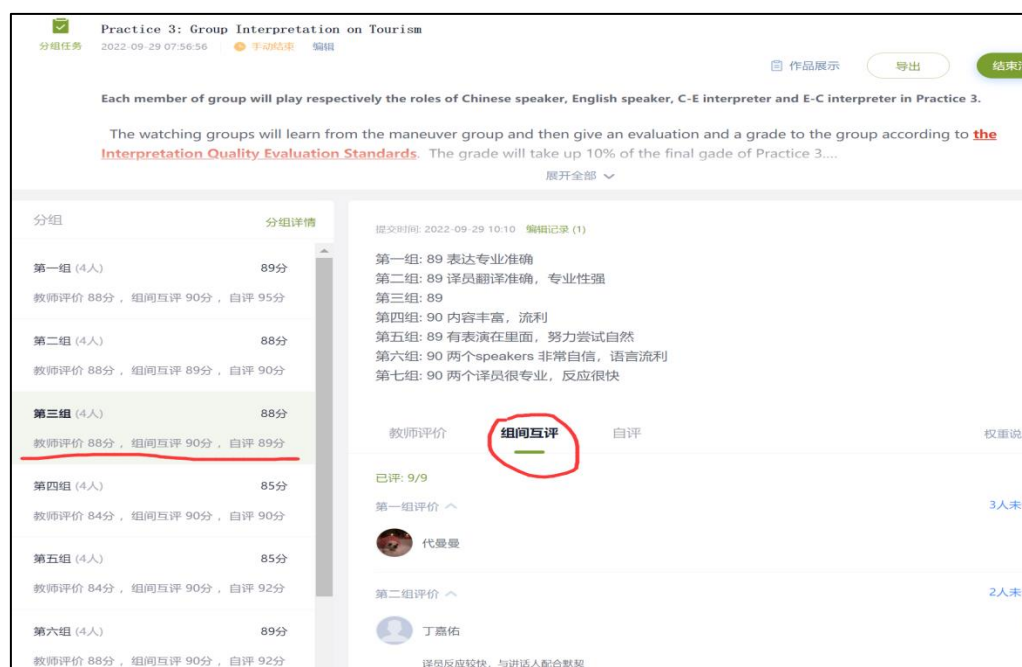 Practice 3: Group Interpretation on Tourism
分组任务 2022-09-29 07:56:56 手动结束 编辑
作品展示 导出 结束活
Each member of group will play respectively the roles of Chinese speaker, English speaker, C-E interpreter and E-C interpreter in Practice 3.
The watching groups will learn from the maneuver group and then give an evaluation and a grade to the group according to the
Interpretation Quality Evaluation Standards. The grade will take up 10% of the final gade of Practice 3....
展开全部
分组 分组详情
第一组 (4人) 89分
教师评价 88分， 组间互评 90分， 自评 95分
第二组 (4人) 88分
教师评价 88分， 组间互评 89分， 自评 90分
第三组 (4人) 88分
教师评价 88分， 组间互评 90分， 自评 89分
第四组 (4人) 85分
教师评价 84分， 组间互评 90分， 自评 90分
第五组 (4人) 85分
教师评价 84分， 组间互评 90分， 自评 92分
第六组 (4人) 89分
教师评价 88分， 组间互评 90分， 自评 92分
提交时间: 2022-09-29 10:10 编辑记录 (1)
第一组: 89 表达专业准确
第二组: 89 译员翻译准确，专业性强
第三组: 89
第四组: 90 内容丰富，流利
第五组: 89 有表演在里面，努力尝试自然
第六组: 90 两个speakers 非常自信，语言流利
第七组: 90 两个译员很专业，反应很快
教师评价 组间互评 自评 权重说
已评: 9/9
第一组评价 3人未
代曼曼
第二组评价 2人未
丁嘉佑
译员反应较快，与讲话人配合默契